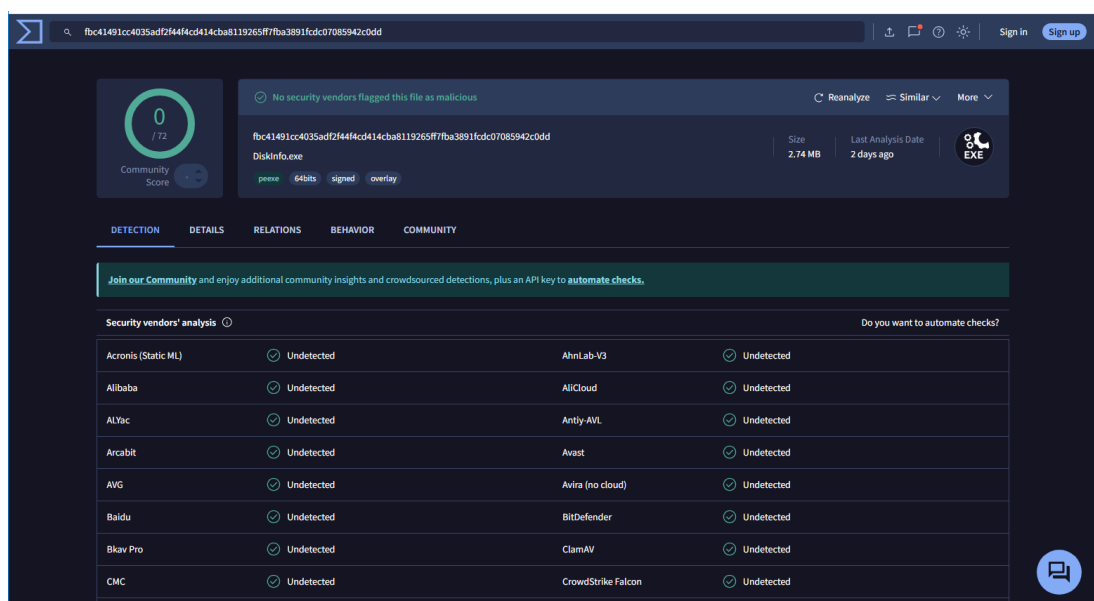 fbc41491cc4035adf2f44f4cd414cba8119265ff7fba3891fcdc07085942c0dd
Sign in
Sign up
0
/ 72
Community
Score
No security vendors flagged this file as malicious
Reanalyze
Similar
More
fbc41491cc4035adf2f44f4cd414cba8119265ff7fba3891fcdc07085942c0dd
DiskInfo.exe
peexe 64bits signed overlay
Size
2.74 MB
Last Analysis Date
2 days ago
EXE
DETECTION DETAILS RELATIONS BEHAVIOR COMMUNITY
Join our Community and enjoy additional community insights and crowdsourced detections, plus an API key to automate checks.
Security vendors' analysis Do you want to automate checks?
Acronis (Static ML) Undetected AhnLab-V3 Undetected
Alibaba Undetected AliCloud Undetected
ALYac Undetected Antiy-AVL Undetected
Arcabit Undetected Avast Undetected
AVG Undetected Avira (no cloud) Undetected
Baidu Undetected BitDefender Undetected
Bkav Pro Undetected ClamAV Undetected
CMC Undetected CrowdStrike Falcon Undetected